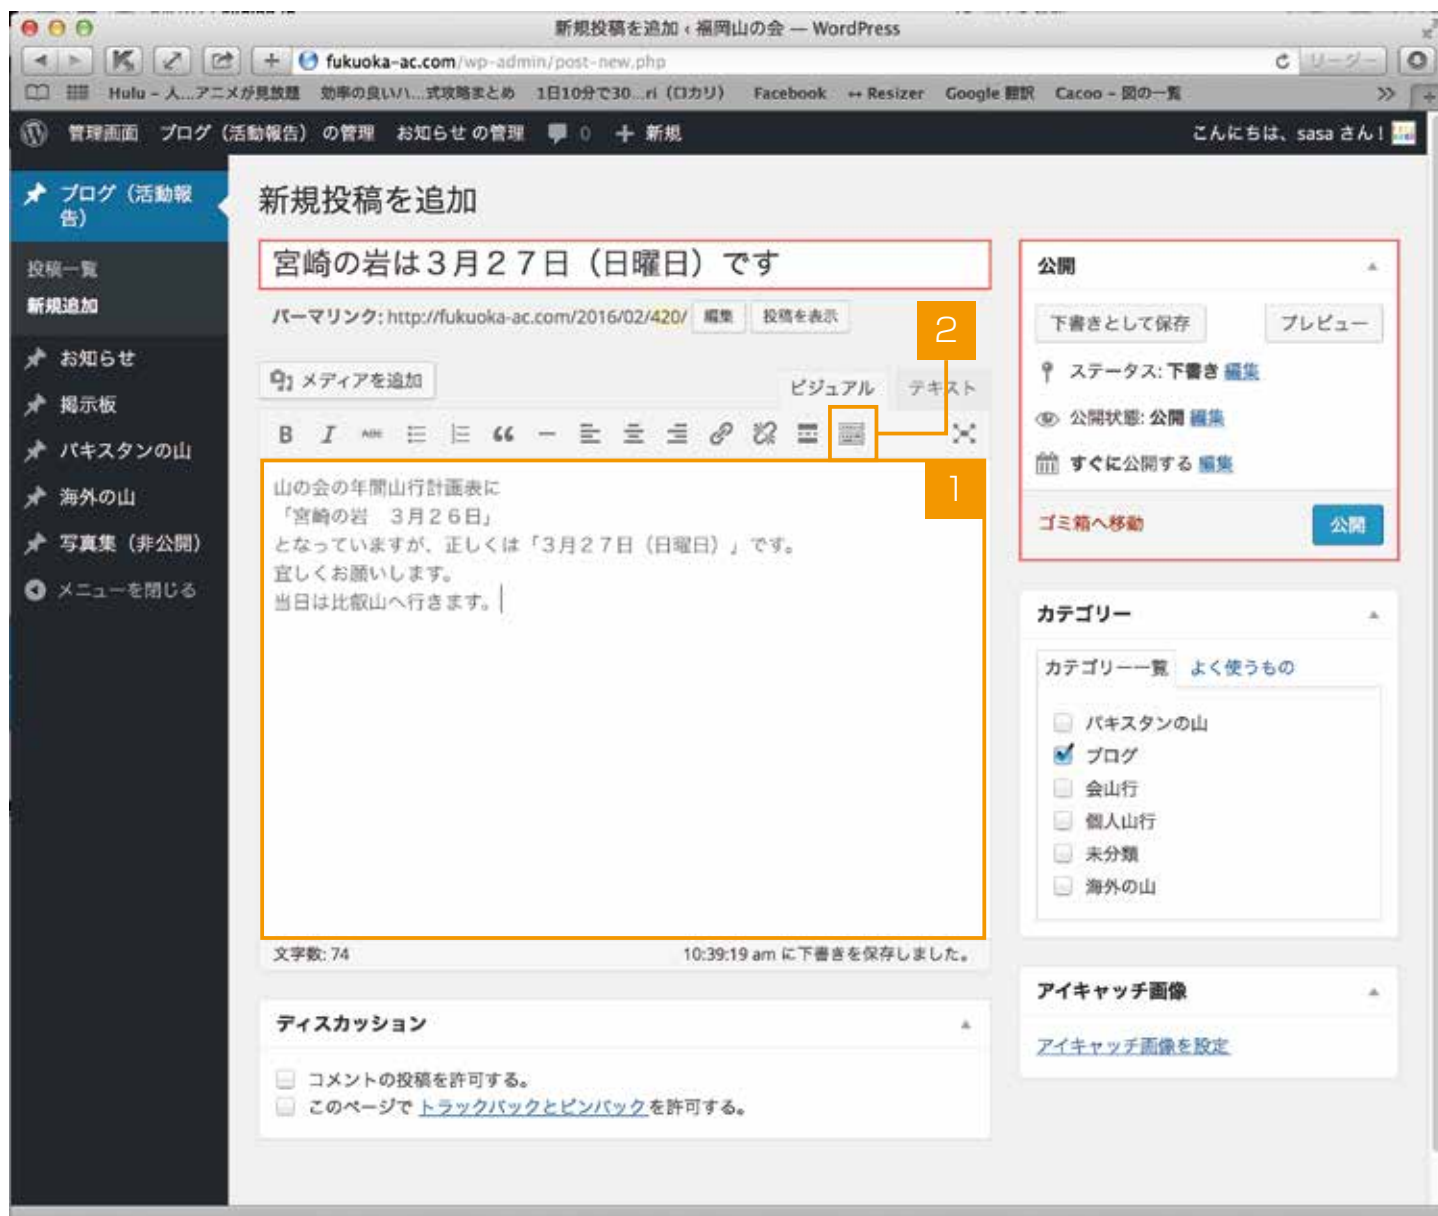 新規投稿を追加 ‹ 福岡山の会 — WordPress
fukuoka-ac.com/wp-admin/post-new.php
リーダー
Hulu – 人…アニメが見放題 効率の良いハ…式攻略まとめ 1日10分で30…ri（ロカリ） Facebook ↔ Resizer Google 翻訳 Cacoo – 図の一覧 >>
管理画面 ブログ（活動報告）の管理 お知らせ の管理 0 + 新規 こんにちは、sasa さん !
ブログ（活動報
告）
投稿一覧
新規追加
お知らせ
掲示板
パキスタンの山
海外の山
写真集（非公開）
メニューを閉じる
新規投稿を追加
宮崎の岩は３月２７日（日曜日）です
パーマリンク: http://fukuoka-ac.com/2016/02/420/ 編集 投稿を表示
2
メディアを追加
ビジュアル テキスト
B I ABC
1
山の会の年間山行計画表に
「宮崎の岩　３月２６日」
となっていますが、正しくは「３月２７日（日曜日）」です。
宜しくお願いします。
当日は比叡山へ行きます。
文字数: 74 10:39:19 am に下書きを保存しました。
ディスカッション
コメントの投稿を許可する。
このページで トラックバックとピンバック を許可する。
公開
下書きとして保存 プレビュー
ステータス: 下書き 編集
公開状態: 公開 編集
すぐに公開する 編集
ゴミ箱へ移動 公開
カテゴリー
カテゴリー一覧 よく使うもの
パキスタンの山
ブログ
会山行
個人山行
未分類
海外の山
アイキャッチ画像
アイキャッチ画像を設定